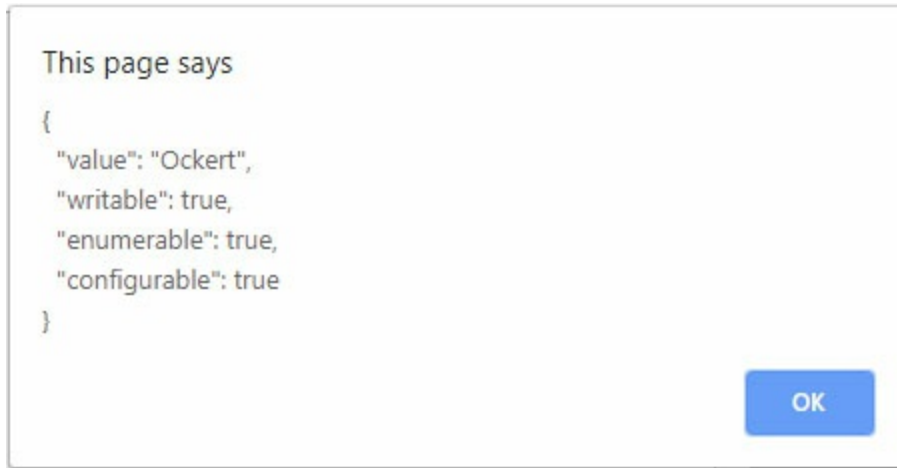 This page says
{
"value": "Ockert",
"writable": true,
"enumerable": true,
"configurable": true
}
OK